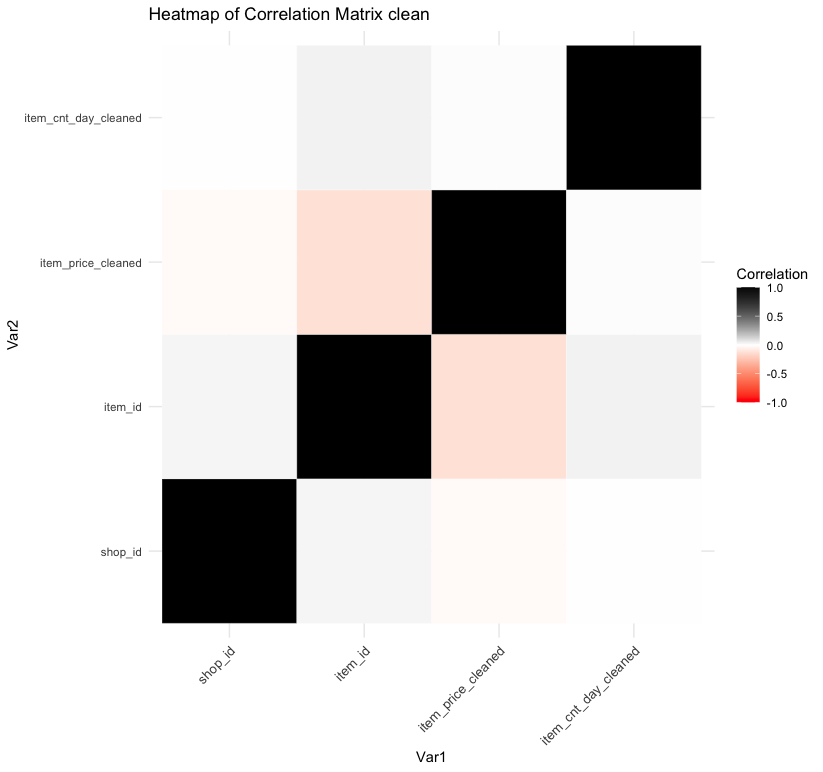 Heatmap of Correlation Matrix clean
item_cnt_day_cleaned
item_price_cleaned
item_id
shop_id
Var2
shop_id
item_id
item_price_cleaned
item_cnt_day_cleaned
Var1
Correlation
1.0
0.5
0.0
-0.5
-1.0